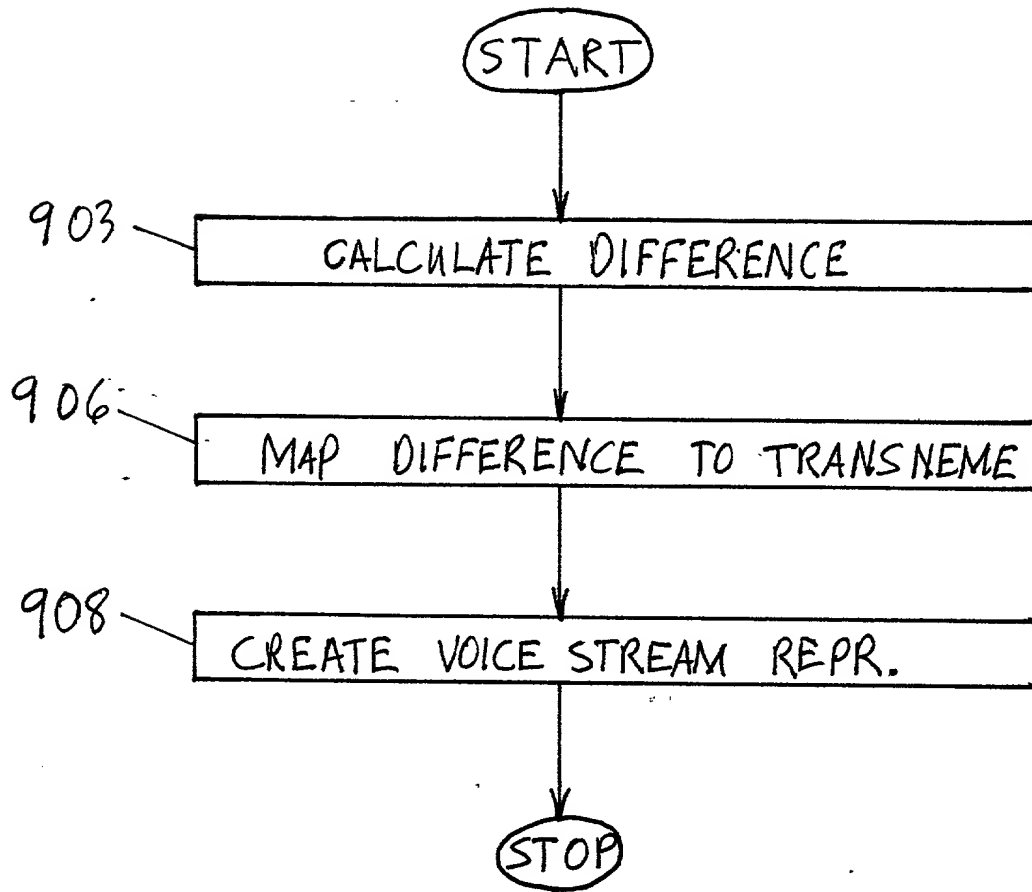 START
903
CALCULATE DIFFERENCE
906
MAP DIFFERENCE TO TRANSNEME
908
CREATE VOICE STREAM REPR.
STOP